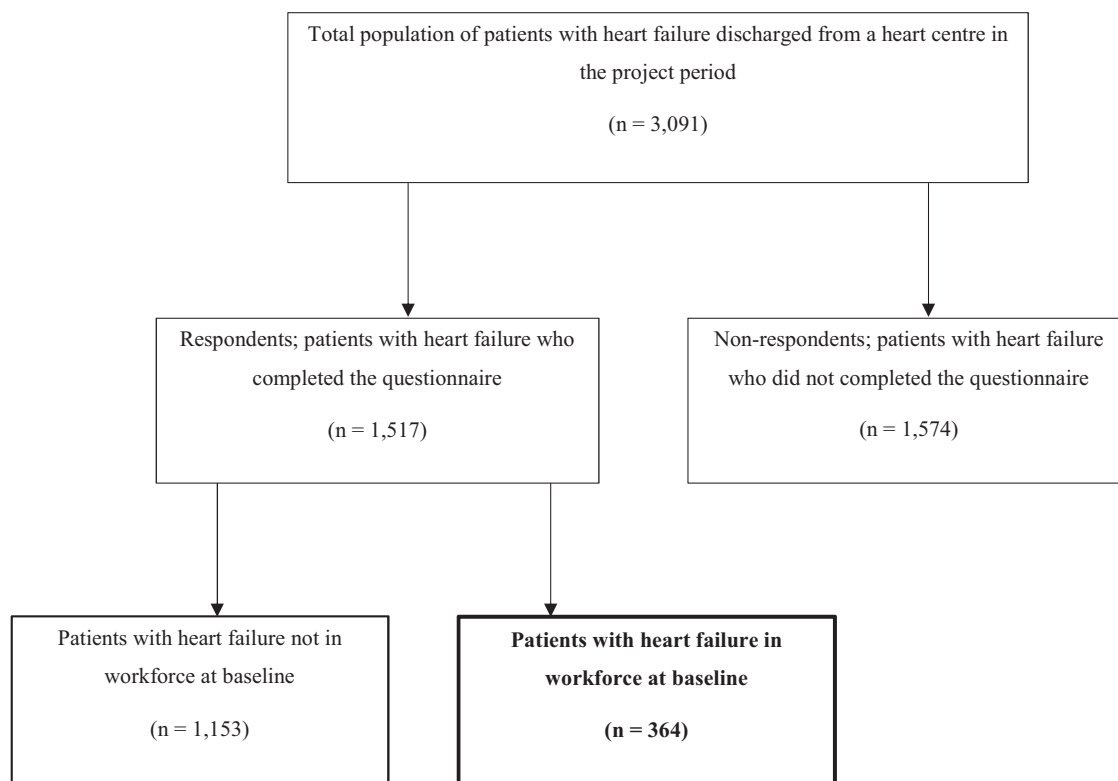 Total population of patients with heart failure discharged from a heart centre in
the project period
(n = 3,091)
Respondents; patients with heart failure who
completed the questionnaire
(n = 1,517)
Non-respondents; patients with heart failure
who did not completed the questionnaire
(n = 1,574)
Patients with heart failure not in
workforce at baseline
(n = 1,153)
Patients with heart failure in
workforce at baseline
(n = 364)